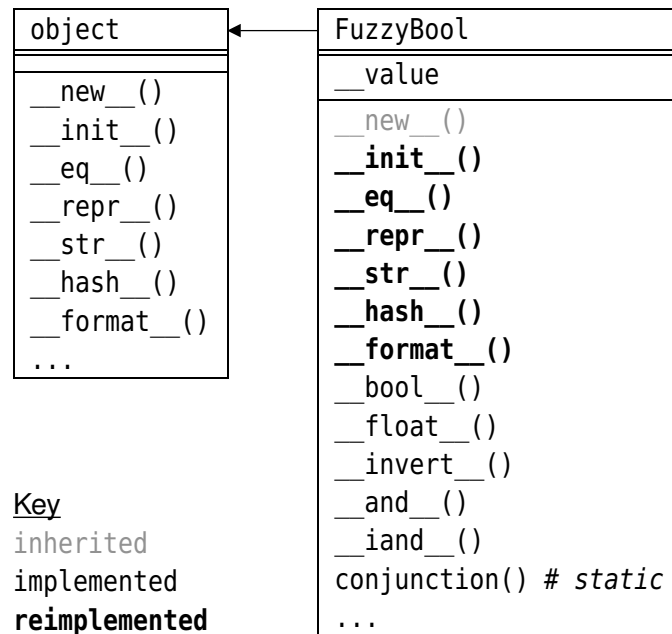 object
__new__()
__init__()
__eq__()
__repr__()
__str__()
__hash__()
__format__()
...
FuzzyBool
__value
__new__()
__init__()
__eq__()
__repr__()
__str__()
__hash__()
__format__()
__bool__()
__float__()
__invert__()
__and__()
__iand__()
conjunction() # static
...
Key
inherited
implemented
reimplemented